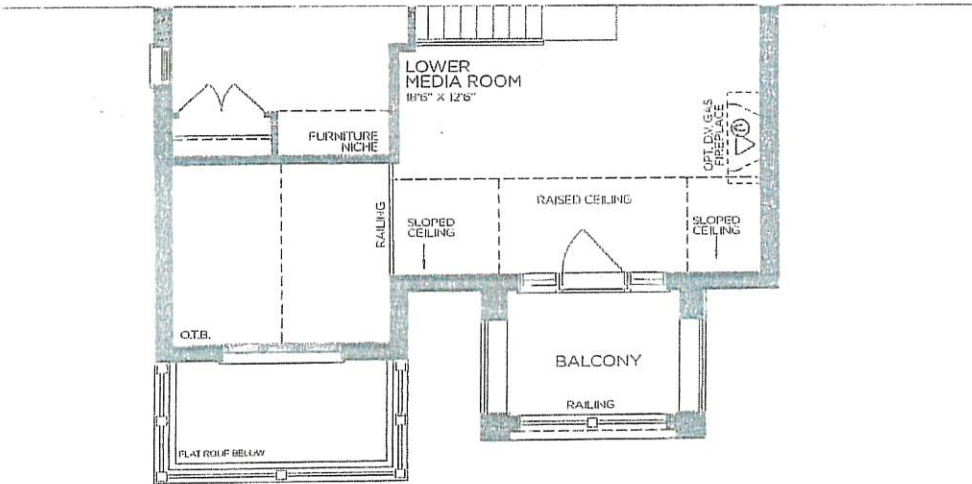 LOWER
MEDIA ROOM
18'6" X 12'6"
FURNITURE
NICHE
OPT. D.V. GAS
FIREPLACE
RAILING
SLOPED
CEILING
RAISED CEILING
SLOPED
CEILING
O.T.B.
BALCONY
RAILING
FLAT ROOF BELOW